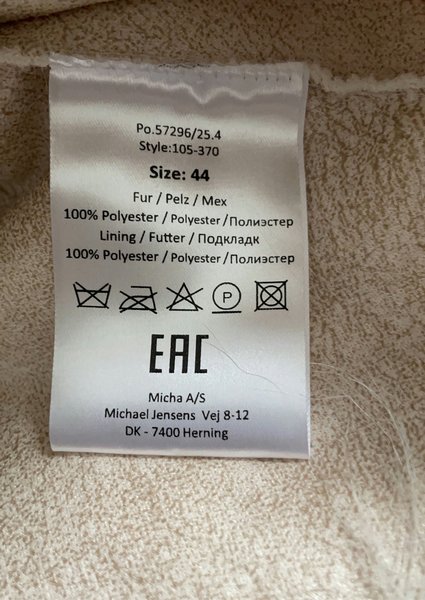 Po.57296/25.4
Style:105-370
Size: 44
Fur / Pelz / Mex
100% Polyester / Polyester /Полиэстер
Lining / Futter / Подкладк
100% Polyester / Polyester /Полиэстер
P
EAC
Micha A/S
Michael Jensens Vej 8-12
DK - 7400 Herning